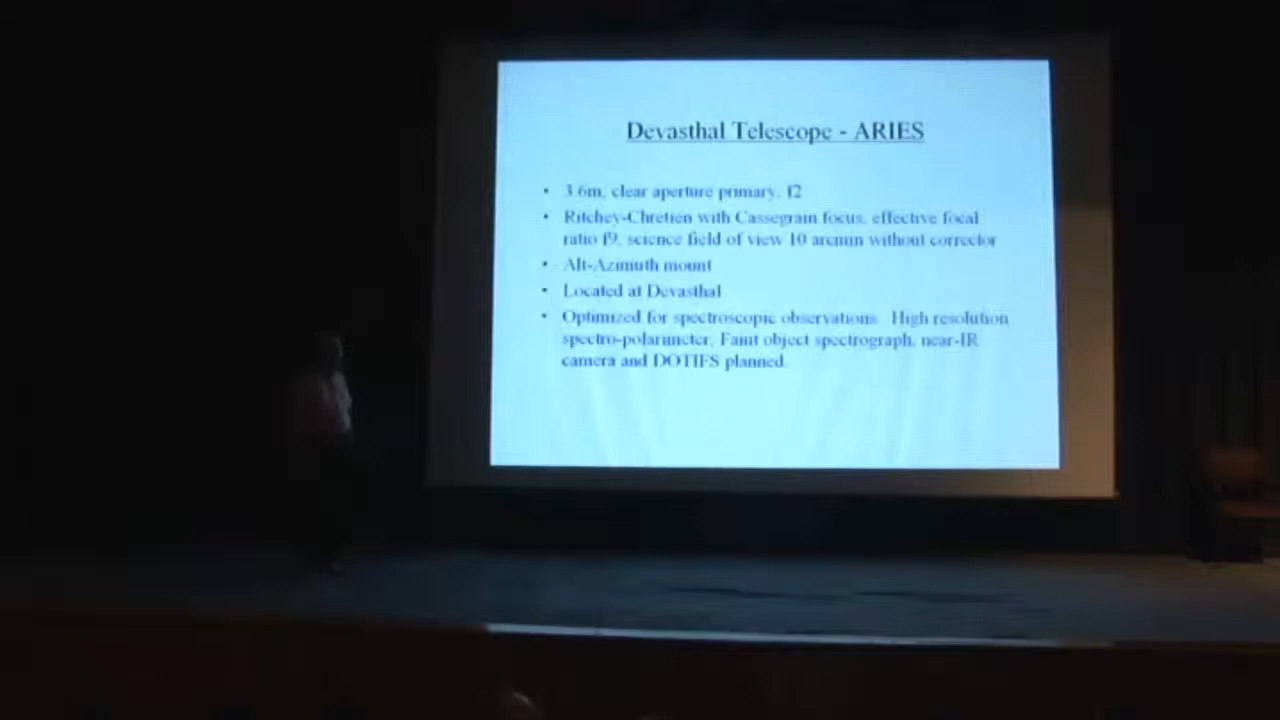 Devasthal Telescope - ARIES
• 3.6m, clear aperture primary, f2
• Ritchey-Chretien with Cassegrain focus, effective focal
ratio f9, science field of view 10 arcmin without corrector
• Alt-Azimuth mount
• Located at Devasthal
• Optimized for spectroscopic observations. High resolution
spectro-polarimeter, Faint object spectrograph, near-IR
camera and DOTIFS planned.